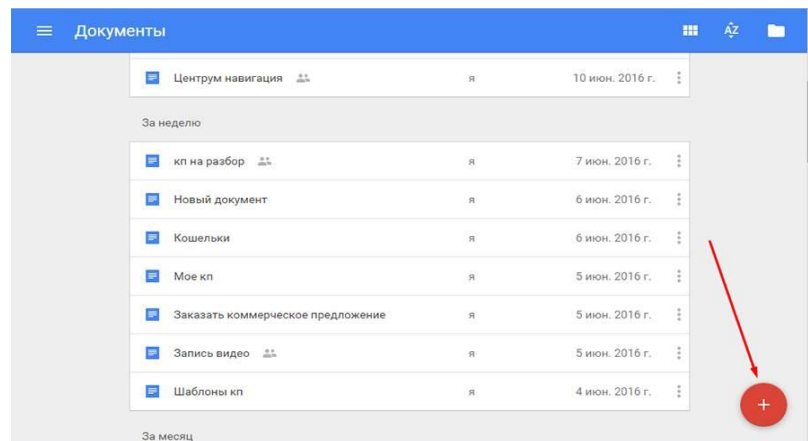 Документы
AZ
Центрум навигация я 10 июн. 2016 г.
За неделю
кп на разбор я 7 июн. 2016 г.
Новый документ я 6 июн. 2016 г.
Кошельки я 6 июн. 2016 г.
Мое кп я 5 июн. 2016 г.
Заказать коммерческое предложение я 5 июн. 2016 г.
Запись видео я 5 июн. 2016 г.
Шаблоны кп я 4 июн. 2016 г.
За месяц